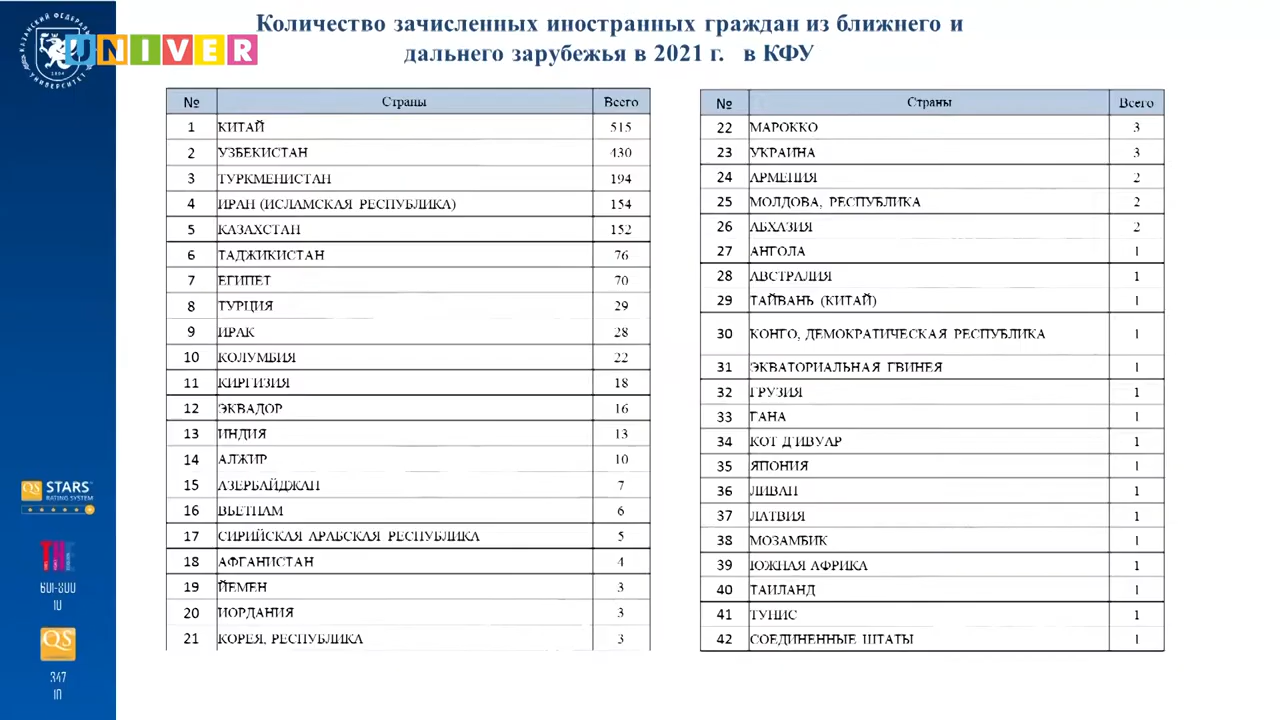 Количество зачисленных иностранных граждан из ближнего и
дальнего зарубежья в 2021 г. в КФУ
UNIVER
№ Страны Всего
1 КИТАЙ 515
2 УЗБЕКИСТАН 430
3 ТУРКМЕНИСТАН 194
4 ИРАН (ИСЛАМСКАЯ РЕСПУБЛИКА) 154
5 КАЗАХСТАН 152
6 ТАДЖИКИСТАН 76
7 ЕГИПЕТ 70
8 ТУРЦИЯ 29
9 ИРАК 28
10 КОЛУМБИЯ 22
11 КИРГИЗИЯ 18
12 ЭКВАДОР 16
13 ИНДИЯ 13
14 АЛЖИР 10
15 АЗЕРБАЙДЖАН 7
16 ВЬЕТНАМ 6
17 СИРИЙСКАЯ АРАБСКАЯ РЕСПУБЛИКА 5
18 АФГАНИСТАН 4
19 ЙЕМЕН 3
20 ИОРДАНИЯ 3
21 КОРЕЯ, РЕСПУБЛИКА 3
№ Страны Всего
22 МАРОККО 3
23 УКРАИНА 3
24 АРМЕНИЯ 2
25 МОЛДОВА, РЕСПУБЛИКА 2
26 АБХАЗИЯ 2
27 АНГОЛА 1
28 АВСТРАЛИЯ 1
29 ТАЙВАНЬ (КИТАЙ) 1
30 КОНГО, ДЕМОКРАТИЧЕСКАЯ РЕСПУБЛИКА 1
31 ЭКВАТОРИАЛЬНАЯ ГВИНЕЯ 1
32 ГРУЗИЯ 1
33 ГАНА 1
34 КОТ Д'ИВУАР 1
35 ЯПОНИЯ 1
36 ЛИВАН 1
37 ЛАТВИЯ 1
38 МОЗАМБИК 1
39 ЮЖНАЯ АФРИКА 1
40 ТАИЛАНД 1
41 ТУНИС 1
42 СОЕДИНЕННЫЕ ШТАТЫ 1
QS STARS
RATING SYSTEM
THE
601-800
QS
347